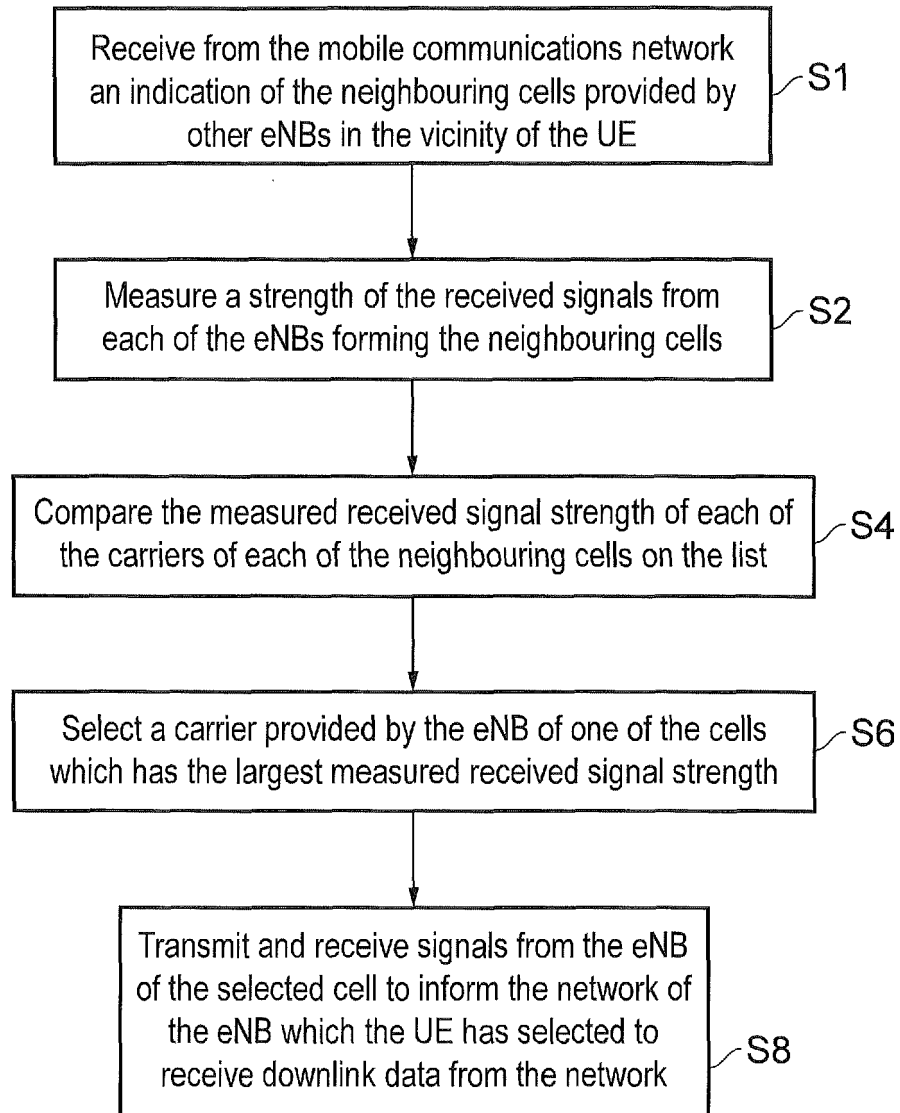 Receive from the mobile communications network
an indication of the neighbouring cells provided by
other eNBs in the vicinity of the UE
S1
Measure a strength of the received signals from
each of the eNBs forming the neighbouring cells
S2
Compare the measured received signal strength of each of
the carriers of each of the neighbouring cells on the list
S4
Select a carrier provided by the eNB of one of the cells
which has the largest measured received signal strength
S6
Transmit and receive signals from the eNB
of the selected cell to inform the network of
the eNB which the UE has selected to
receive downlink data from the network
S8